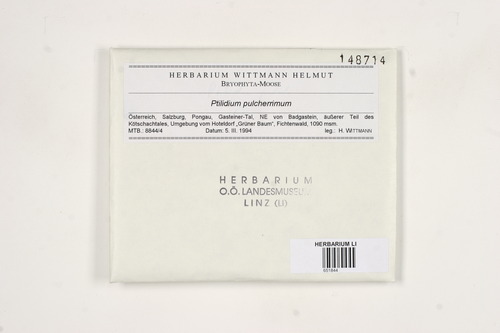 148714
HERBARIUM WITTMANN HELMUT
BRYOPHYTA-MOOSE
Ptilidium pulcherrimum
Österreich, Salzburg, Pongau, Gasteiner-Tal, NE von Badgastein, äußerer Teil des
Kötschachtales, Umgebung vom Hoteldorf „Grüner Baum", Fichtenwald, 1090 msm.
MTB.: 8844/4 Datum: 5. III. 1994 leg.: H. WITTMANN
HERBARIUM
O.Ö. LANDESMUSEUM
LINZ (LI)
HERBARIUM LI